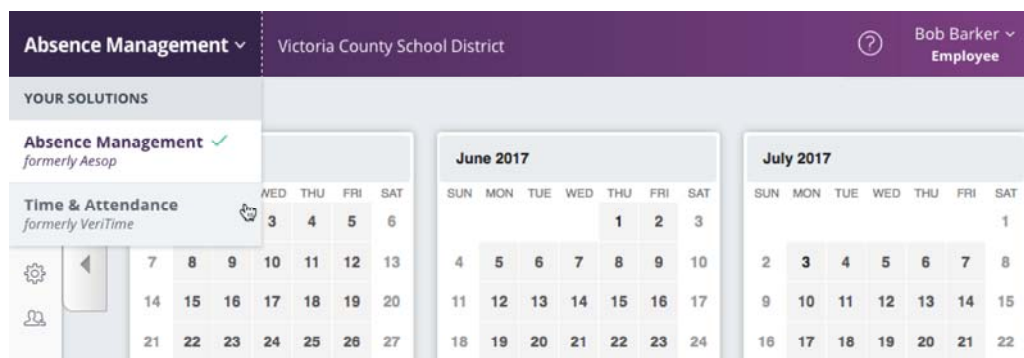 Absence Management
Victoria County School District
?
Bob Barker
Employee
YOUR SOLUTIONS
Absence Management
formerly Aesop
Time & Attendance
formerly VeriTime
WED THU FRI SAT
3 4 5 6
7 8 9 10 11 12 13
14 15 16 17 18 19 20
21 22 23 24 25 26 27
June 2017
SUN MON TUE WED THU FRI SAT
1 2 3
4 5 6 7 8 9 10
11 12 13 14 15 16 17
18 19 20 21 22 23 24
July 2017
SUN MON TUE WED THU FRI SAT
1
2 3 4 5 6 7 8
9 10 11 12 13 14 15
16 17 18 19 20 21 22